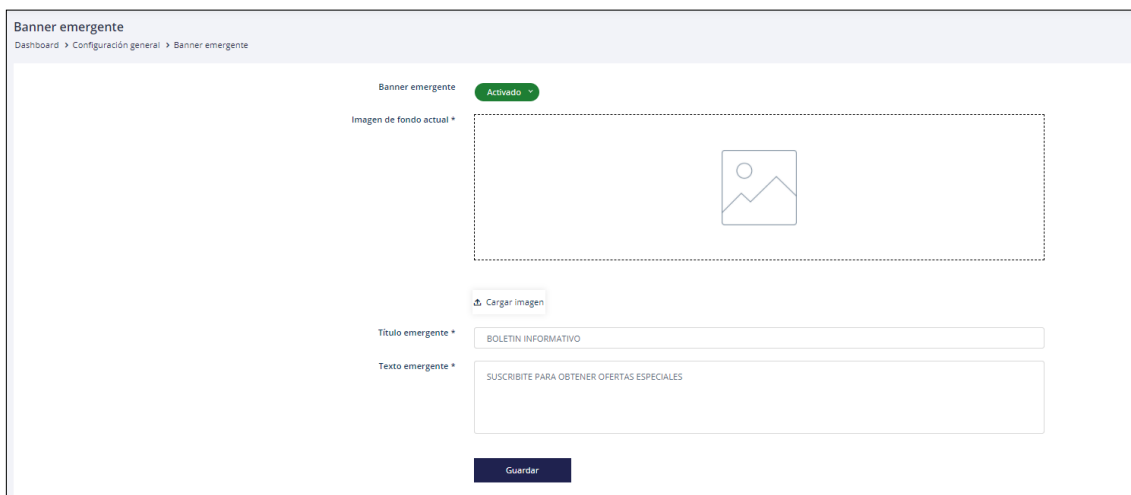 Banner emergente
Dashboard > Configuración general > Banner emergente
Banner emergente
Activado
Imagen de fondo actual *
Cargar imagen
Título emergente *
BOLETIN INFORMATIVO
Texto emergente *
SUSCRIBITE PARA OBTENER OFERTAS ESPECIALES
Guardar